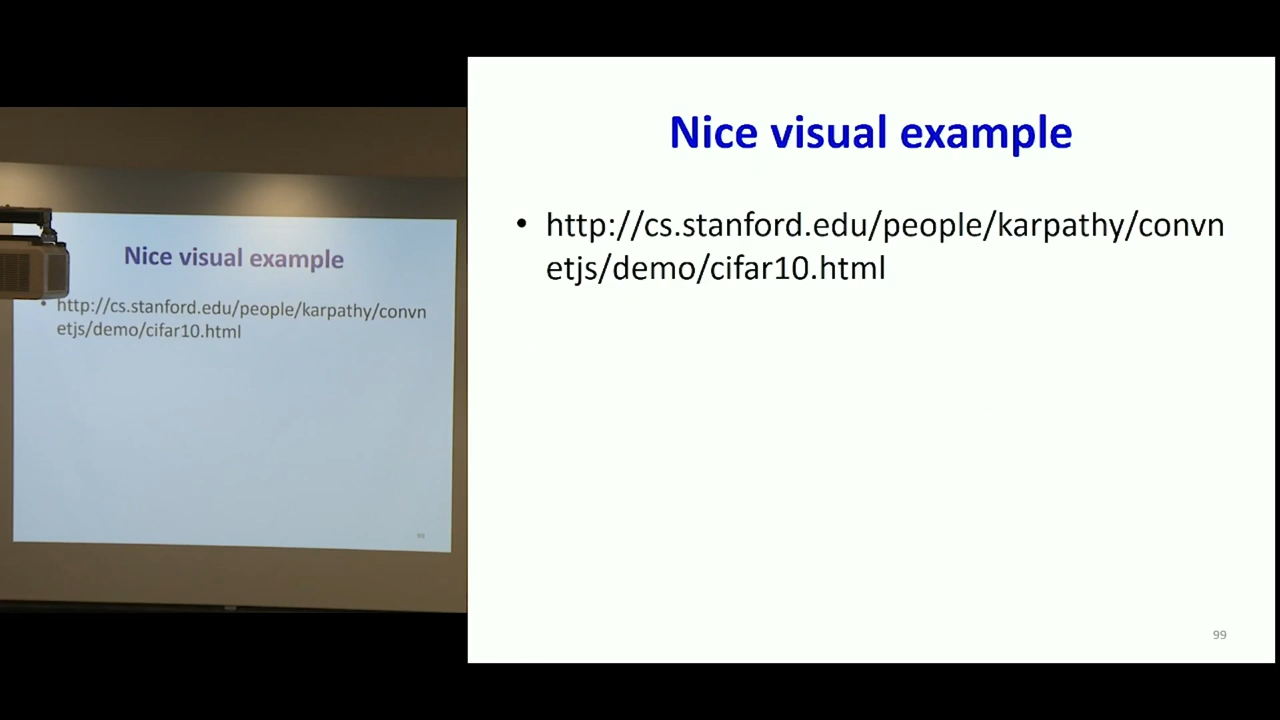 Nice visual example
• http://cs.stanford.edu/people/karpathy/convn
etjs/demo/cifar10.html
99
Nice visual example
• http://cs.stanford.edu/people/karpathy/convn
etjs/demo/cifar10.html
99